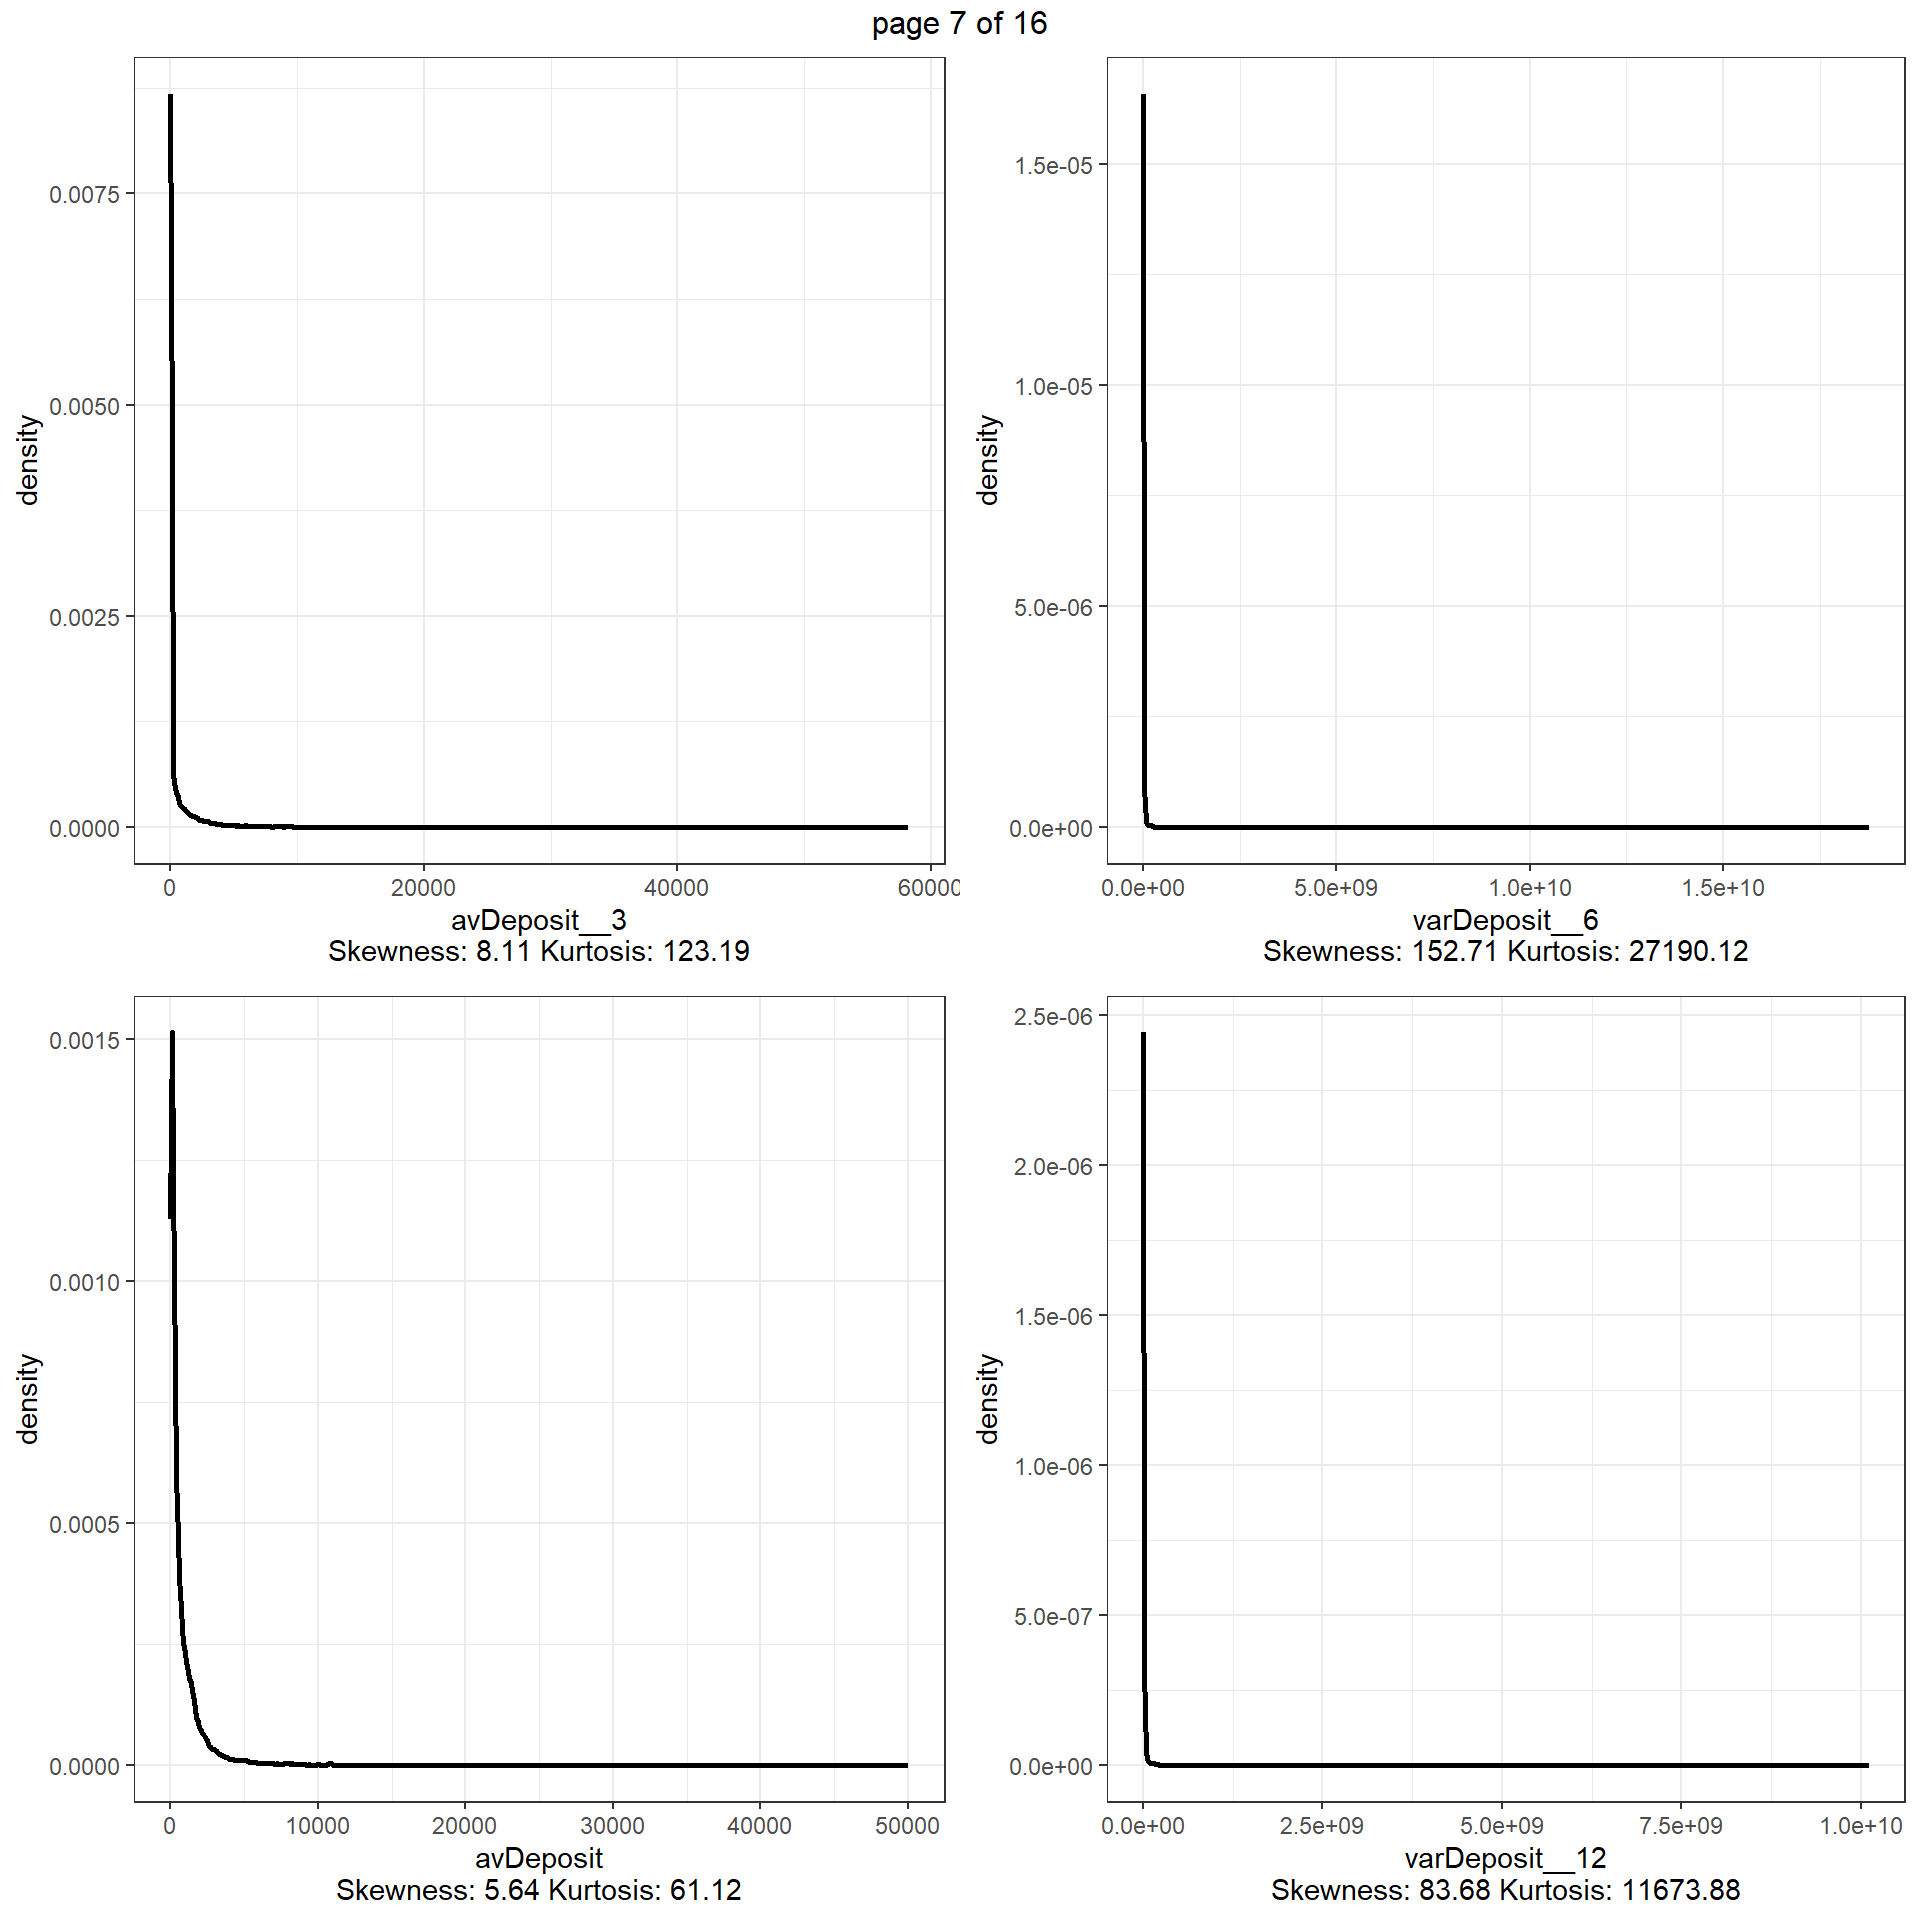 page 7 of 16
density
0.0075
0.0050
0.0025
0.0000
0 20000 40000 60000
avDeposit__3
Skewness: 8.11 Kurtosis: 123.19
density
1.5e-05
1.0e-05
5.0e-06
0.0e+00
0.0e+00 5.0e+09 1.0e+10 1.5e+10
varDeposit__6
Skewness: 152.71 Kurtosis: 27190.12
density
0.0015
0.0010
0.0005
0.0000
0 10000 20000 30000 40000 50000
avDeposit
Skewness: 5.64 Kurtosis: 61.12
density
2.5e-06
2.0e-06
1.5e-06
1.0e-06
5.0e-07
0.0e+00
0.0e+00 2.5e+09 5.0e+09 7.5e+09 1.0e+10
varDeposit__12
Skewness: 83.68 Kurtosis: 11673.88